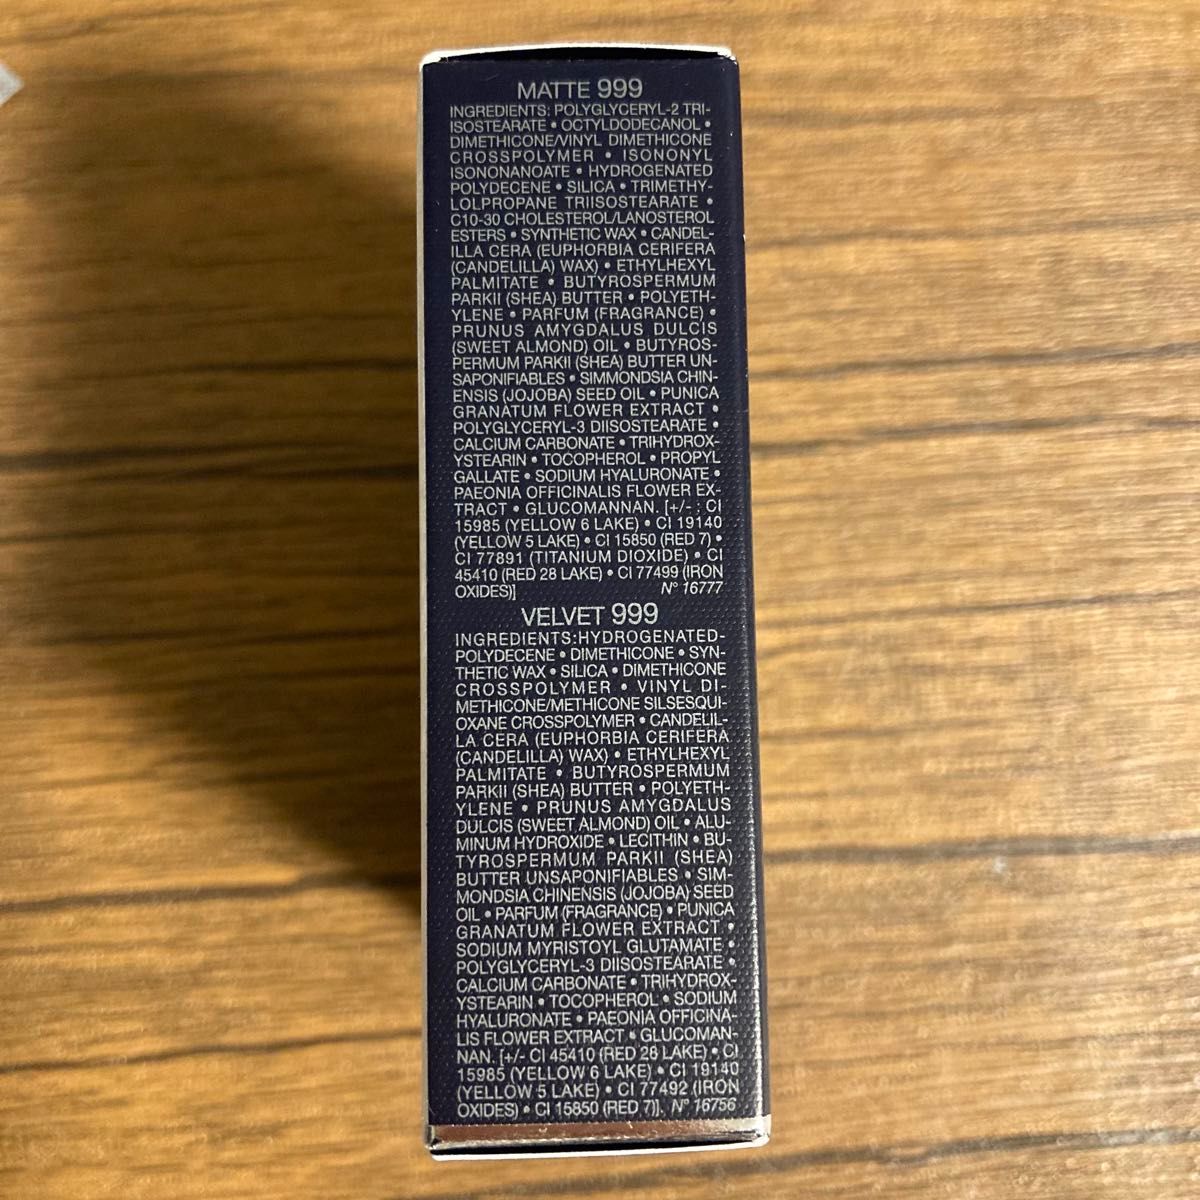 MATTE 999
INGREDIENTS: POLYGLYCERYL-2 TRI-
ISOSTEARATE • OCTYLDODECANOL •
DIMETHICONE/VINYL DIMETHICONE
CROSSPOLYMER • ISONONYL
ISONONANOATE • HYDROGENATED
POLYDECENE • SILICA • TRIMETHY-
LOLPROPANE TRIISOSTEARATE •
C10-30 CHOLESTEROL/LANOSTEROL
ESTERS • SYNTHETIC WAX • CANDEL-
ILLA CERA (EUPHORBIA CERIFERA
(CANDELILLA) WAX) • ETHYLHEXYL
PALMITATE • BUTYROSPERMUM
PARKII (SHEA) BUTTER • POLYETH-
YLENE • PARFUM (FRAGRANCE) •
PRUNUS AMYGDALUS DULCIS
(SWEET ALMOND) OIL • BUTYROS-
PERMUM PARKII (SHEA) BUTTER UN-
SAPONIFIABLES • SIMMONDSIA CHIN-
ENSIS (JOJOBA) SEED OIL • PUNICA
GRANATUM FLOWER EXTRACT •
POLYGLYCERYL-3 DIISOSTEARATE •
CALCIUM CARBONATE • TRIHYDROX-
YSTEARIN • TOCOPHEROL • PROPYL
GALLATE • SODIUM HYALURONATE •
PAEONIA OFFICINALIS FLOWER EX-
TRACT • GLUCOMANNAN. [+/- : CI
15985 (YELLOW 6 LAKE) • CI 19140
(YELLOW 5 LAKE) • CI 15850 (RED 7) •
CI 77891 (TITANIUM DIOXIDE) • CI
45410 (RED 28 LAKE) • CI 77499 (IRON
OXIDES)] N° 16777
VELVET 999
INGREDIENTS:HYDROGENATED-
POLYDECENE • DIMETHICONE • SYN-
THETIC WAX • SILICA • DIMETHICONE
CROSSPOLYMER • VINYL DI-
METHICONE/METHICONE SILSESQUI-
OXANE CROSSPOLYMER • CANDELIL-
LA CERA (EUPHORBIA CERIFERA
(CANDELILLA) WAX) • ETHYLHEXYL
PALMITATE • BUTYROSPERMUM
PARKII (SHEA) BUTTER • POLYETH-
YLENE • PRUNUS AMYGDALUS
DULCIS (SWEET ALMOND) OIL • ALU-
MINUM HYDROXIDE • LECITHIN • BU-
TYROSPERMUM PARKII (SHEA)
BUTTER UNSAPONIFIABLES • SIM-
MONDSIA CHINENSIS (JOJOBA) SEED
OIL • PARFUM (FRAGRANCE) • PUNICA
GRANATUM FLOWER EXTRACT •
SODIUM MYRISTOYL GLUTAMATE •
POLYGLYCERYL-3 DIISOSTEARATE •
CALCIUM CARBONATE • TRIHYDROX-
YSTEARIN • TOCOPHEROL • SODIUM
HYALURONATE • PAEONIA OFFICINA-
LIS FLOWER EXTRACT • GLUCOMAN-
NAN. [+/- CI 45410 (RED 28 LAKE) • CI
15985 (YELLOW 6 LAKE) • CI 19140
(YELLOW 5 LAKE) • CI 77492 (IRON
OXIDES) • CI 15850 (RED 7)]. N° 16756